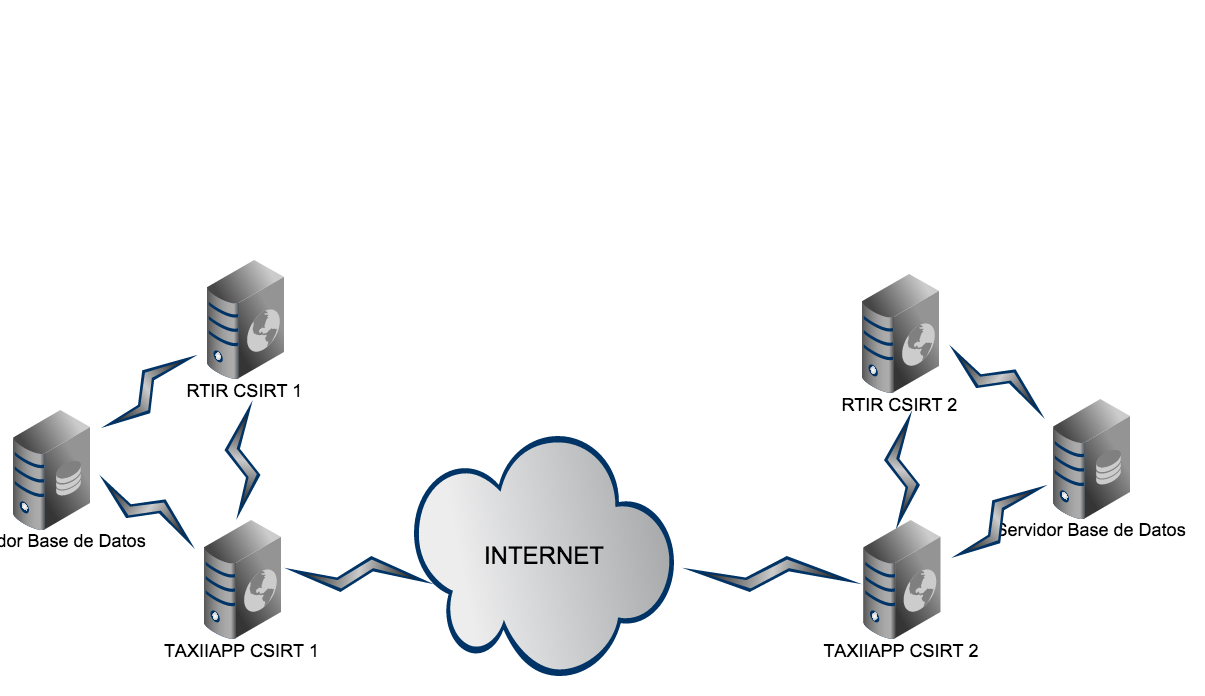 RTIR CSIRT 1
RTIR CSIRT 2
dor Base de Datos
Servidor Base de Datos
INTERNET
TAXIIAPP CSIRT 1
TAXIIAPP CSIRT 2